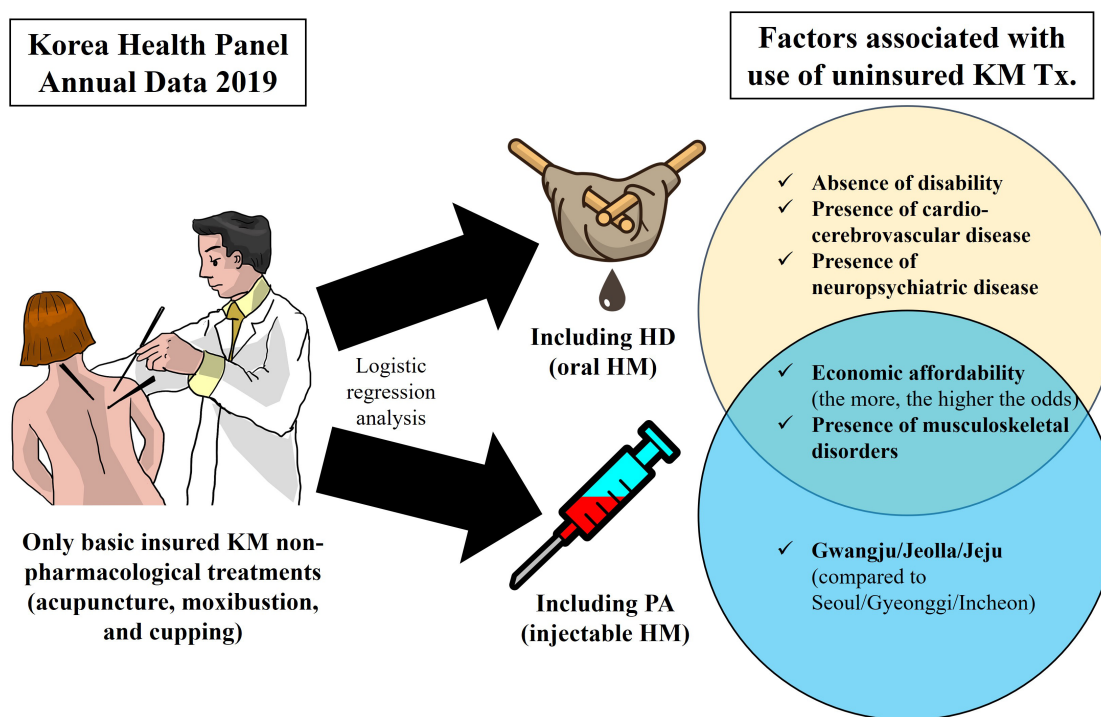 Korea Health Panel
Annual Data 2019
Factors associated with
use of uninsured KM Tx.
Only basic insured KM non-
pharmacological treatments
(acupuncture, moxibustion,
and cupping)
Logistic
regression
analysis
Including HD
(oral HM)
Including PA
(injectable HM)
✓ Absence of disability
✓ Presence of cardio-
cerebrovascular disease
✓ Presence of
neuropsychiatric disease
✓ Economic affordability
(the more, the higher the odds)
✓ Presence of musculoskeletal
disorders
✓ Gwangju/Jeolla/Jeju
(compared to
Seoul/Gyeonggi/Incheon)